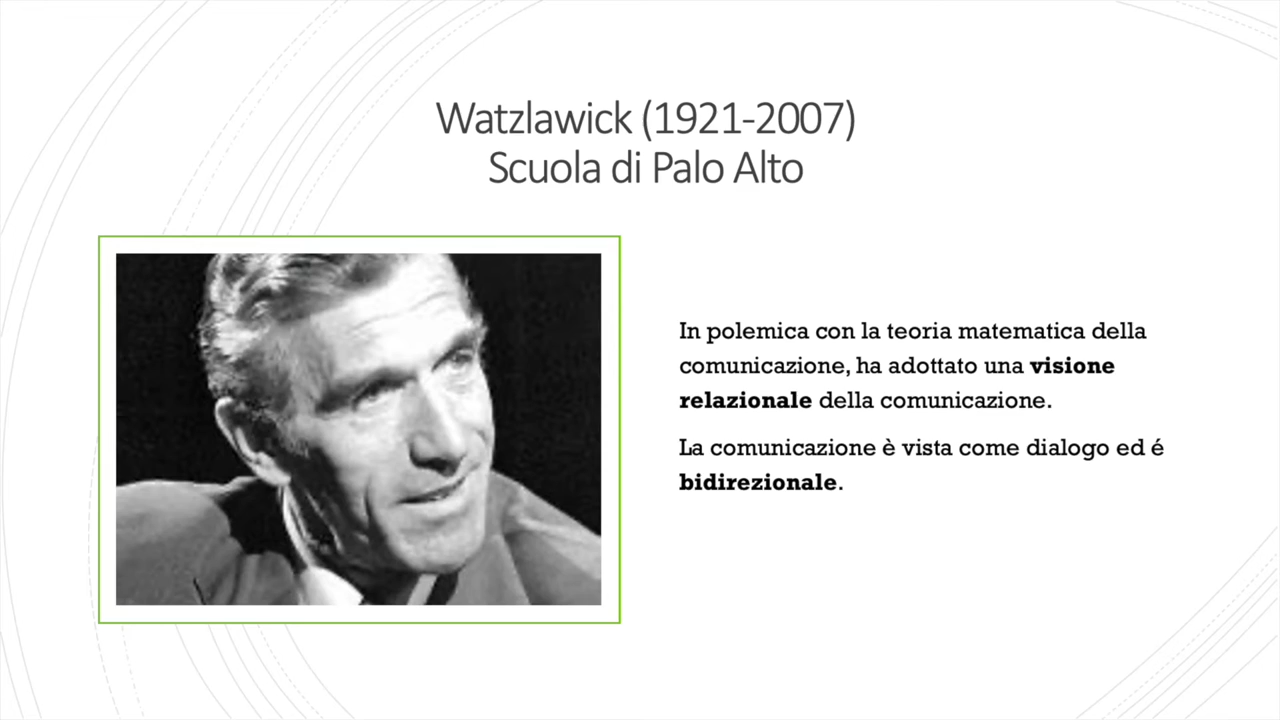 Watzlawick (1921-2007)
Scuola di Palo Alto
In polemica con la teoria matematica della
comunicazione, ha adottato una visione
relazionale della comunicazione.
La comunicazione è vista come dialogo ed é
bidirezionale.